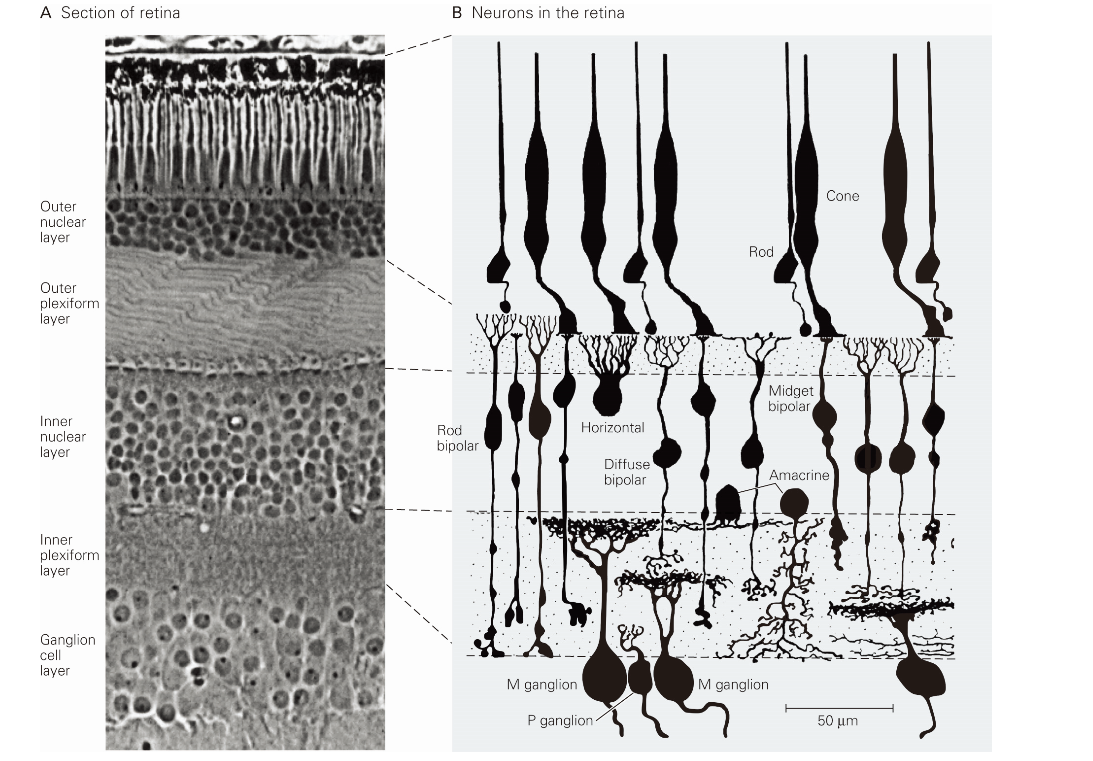 A Section of retina
B Neurons in the retina
Outer
nuclear
layer
Outer
plexiform
layer
Inner
nuclear
layer
Inner
plexiform
layer
Ganglion
cell
layer
Cone
Rod
Midget
bipolar
Rod
bipolar
Horizontal
Diffuse
bipolar
Amacrine
M ganglion
M ganglion
P ganglion
50 μm